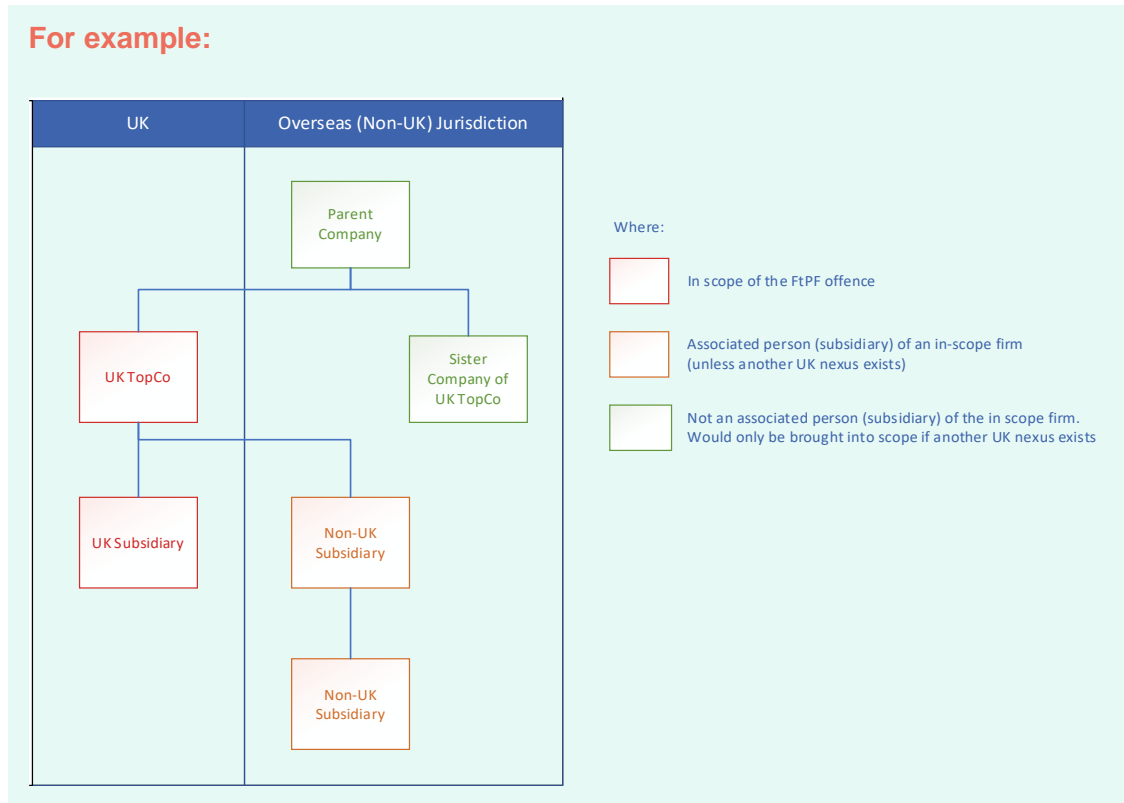 For example:
UK
Overseas (Non-UK) Jurisdiction
Parent
Company
Where:
In scope of the FtPF offence
UK TopCo
Sister
Company of
UK TopCo
Associated person (subsidiary) of an in-scope firm
(unless another UK nexus exists)
Not an associated person (subsidiary) of the in scope firm.
Would only be brought into scope if another UK nexus exists
UK Subsidiary
Non-UK
Subsidiary
Non-UK
Subsidiary